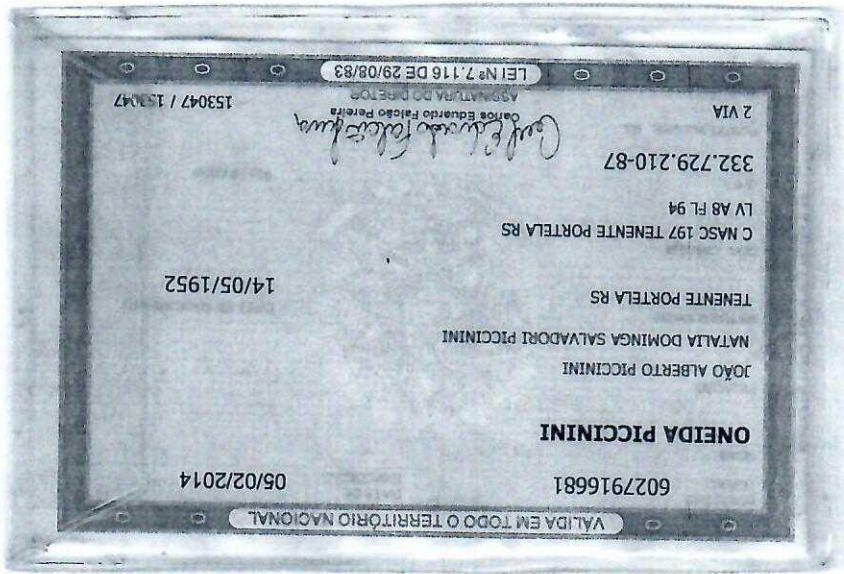 VÁLIDA EM TODO O TERRITÓRIO NACIONAL
6027916681 05/02/2014
ONEIDA PICCININI
JOÃO ALBERTO PICCININI
NATALIA DOMINGA SALVADORI PICCININI
TENENTE PORTELA RS 14/05/1952
C NASC 197 TENENTE PORTELA RS
LV A8 FL 94
332.729.210-87
2 VIA
Carlos Eduardo Falcão Pereira
ASSINATURA DO DIRETOR
153047 / 153047
LEI Nº 7.116 DE 29/08/83